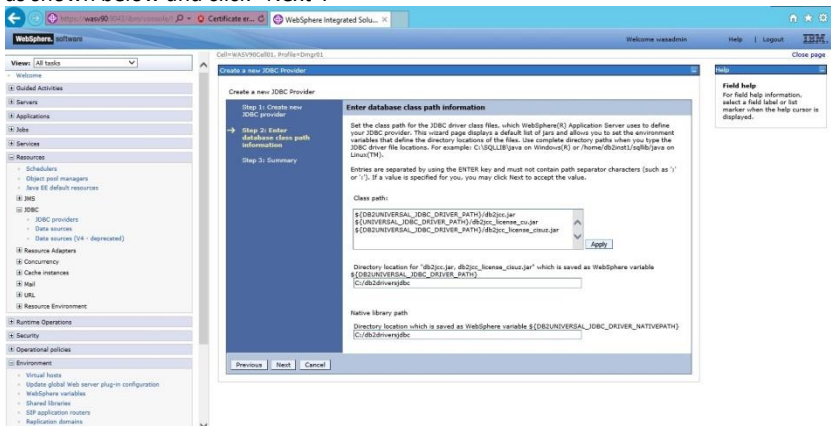 as shown below and click "Next".
https://wasv90:9043/ibm/console/l
Certificate er...
WebSphere Integrated Solu...
WebSphere. software
Welcome wasadmin
Help | Logout
IBM.
Cell=WASV90Cell01, Profile=Dmgr01
Close page
View: All tasks
Welcome
Guided Activities
Servers
Applications
Jobs
Services
Resources
Schedulers
Object pool managers
Java EE default resources
JMS
JDBC
JDBC providers
Data sources
Data sources (V4 - deprecated)
Resource Adapters
Concurrency
Cache instances
Mail
URL
Resource Environment
Runtime Operations
Security
Operational policies
Environment
Virtual hosts
Update global Web server plug-in configuration
WebSphere variables
Shared libraries
SIP application routers
Replication domains
Create a new JDBC Provider
Create a new JDBC Provider
Step 1: Create new
JDBC provider
Step 2: Enter
database class path
information
Step 3: Summary
Enter database class path information
Set the class path for the JDBC driver class files, which WebSphere(R) Application Server uses to define
your JDBC provider. This wizard page displays a default list of jars and allows you to set the environment
variables that define the directory locations of the files. Use complete directory paths when you type the
JDBC driver file locations. For example: C:\SQLLIB\java on Windows(R) or /home/db2inst1/sqllib/java on
Linux(TM).
Entries are separated by using the ENTER key and must not contain path separator characters (such as ';'
or ':'). If a value is specified for you, you may click Next to accept the value.
Class path:
${DB2UNIVERSAL_JDBC_DRIVER_PATH}/db2jcc.jar
${UNIVERSAL_JDBC_DRIVER_PATH}/db2jcc_license_cu.jar
${DB2UNIVERSAL_JDBC_DRIVER_PATH}/db2jcc_license_cisuz.jar
Apply
Directory location for "db2jcc.jar, db2jcc_license_cisuz.jar" which is saved as WebSphere variable
${DB2UNIVERSAL_JDBC_DRIVER_PATH}
C:/db2driversjdbc
Native library path
Directory location which is saved as WebSphere variable ${DB2UNIVERSAL_JDBC_DRIVER_NATIVEPATH}
C:/db2driversjdbc
Previous
Next
Cancel
Help
Field help
For field help information,
select a field label or list
marker when the help cursor is
displayed.